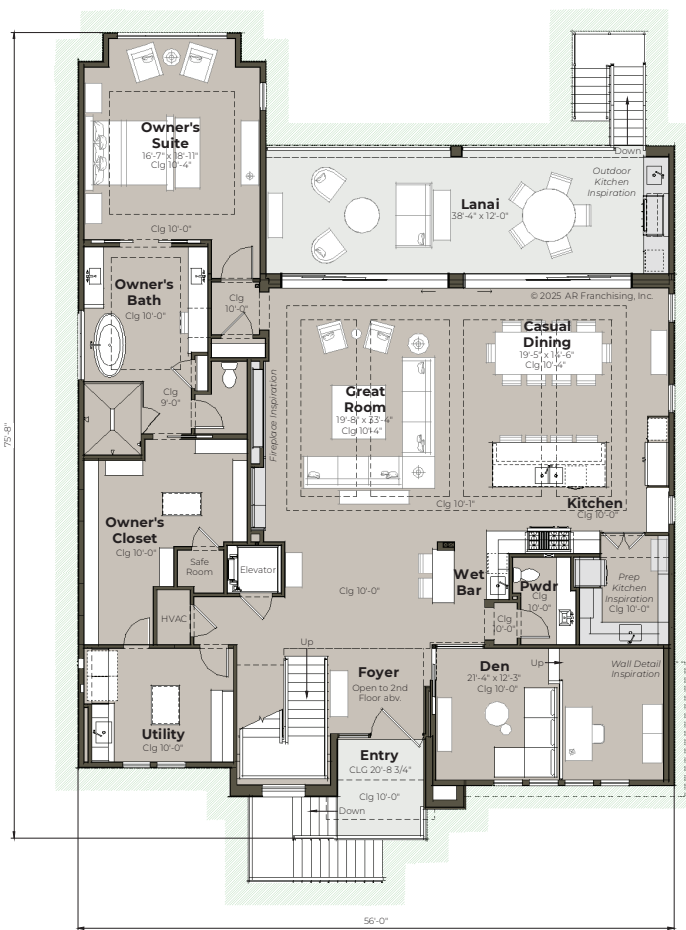 Owner's
Suite
16'-7" x 18'-11"
Clg 10'-4"
Clg 10'-0"
Down
Outdoor
Kitchen
Inspiration
Lanai
38'-4" x 12'-0"
Owner's
Bath
Clg 10'-0"
Clg
10'-0"
© 2025 AR Franchising, Inc.
Casual
Dining
19'-5" x 14'-6"
Clg 10'-4"
Great
Room
19'-8" x 33'-4"
Clg 10'-4"
Clg
9'-0"
Fireplace Inspiration
75'-8"
Clg 10'-1"
Kitchen
Clg 10'-0"
Owner's
Closet
Clg 10'-0"
Safe
Room
Elevator
Clg 10'-0"
Wet
Bar
Pwdr
Clg
10'-0"
Prep
Kitchen
Inspiration
Clg 10'-0"
HVAC
Clg
10'-0"
Up
Foyer
Open to 2nd
Floor abv.
Den
21'-4" x 12'-3"
Clg 10'-0"
Up
Wall Detail
Inspiration
Utility
Clg 10'-0"
Entry
CLG 20'-8 3/4"
Clg 10'-0"
Down
56'-0"